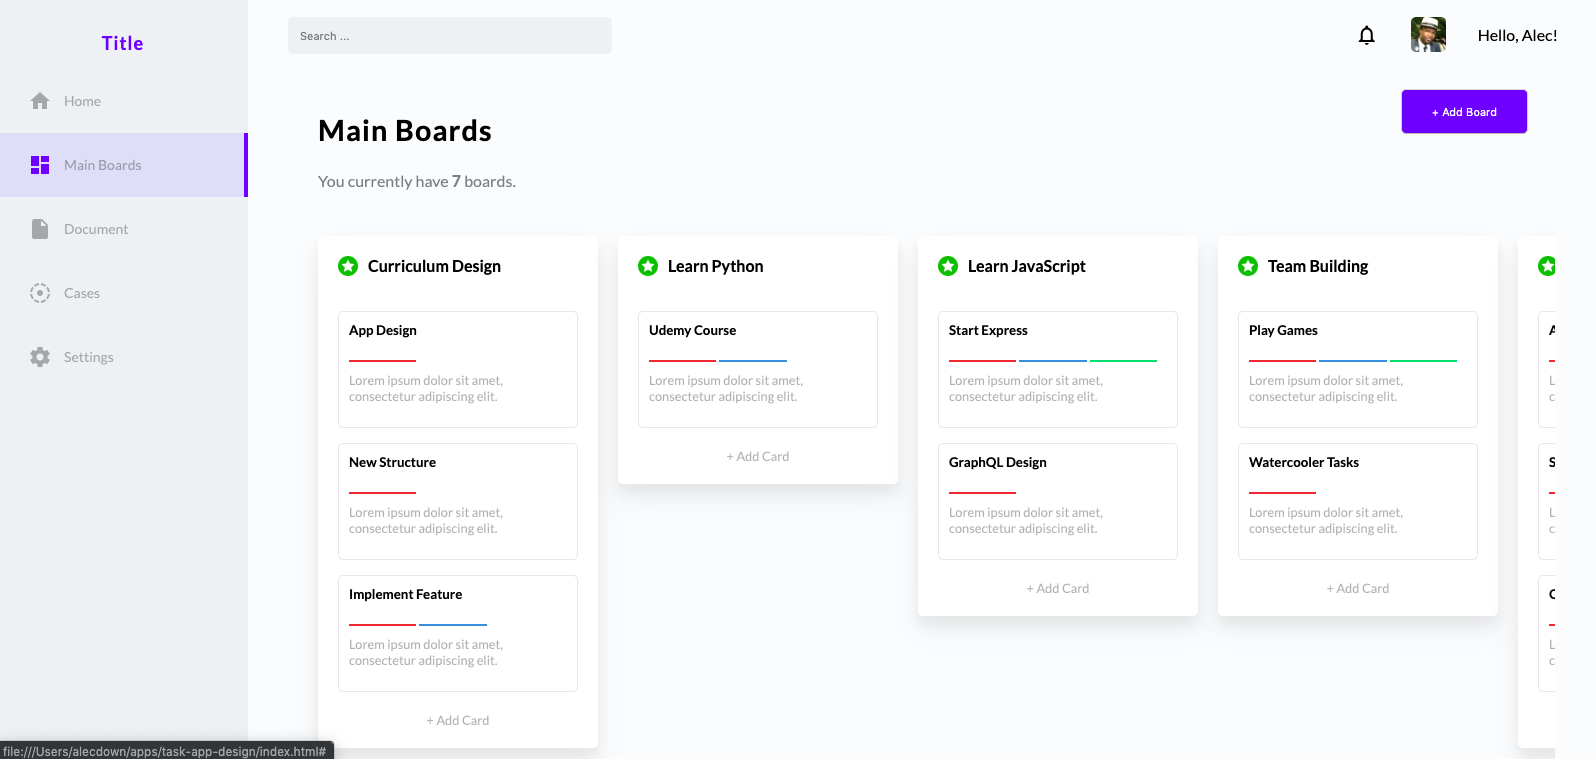 Title
Home
Main Boards
Document
Cases
Settings
Search ...
Hello, Alec!
+ Add Board
Main Boards
You currently have 7 boards.
Curriculum Design
App Design
Lorem ipsum dolor sit amet,
consectetur adipiscing elit.
New Structure
Lorem ipsum dolor sit amet,
consectetur adipiscing elit.
Implement Feature
Lorem ipsum dolor sit amet,
consectetur adipiscing elit.
+ Add Card
Learn Python
Udemy Course
Lorem ipsum dolor sit amet,
consectetur adipiscing elit.
+ Add Card
Learn JavaScript
Start Express
Lorem ipsum dolor sit amet,
consectetur adipiscing elit.
GraphQL Design
Lorem ipsum dolor sit amet,
consectetur adipiscing elit.
+ Add Card
Team Building
Play Games
Lorem ipsum dolor sit amet,
consectetur adipiscing elit.
Watercooler Tasks
Lorem ipsum dolor sit amet,
consectetur adipiscing elit.
+ Add Card
file:///Users/alecdown/apps/task-app-design/index.html#